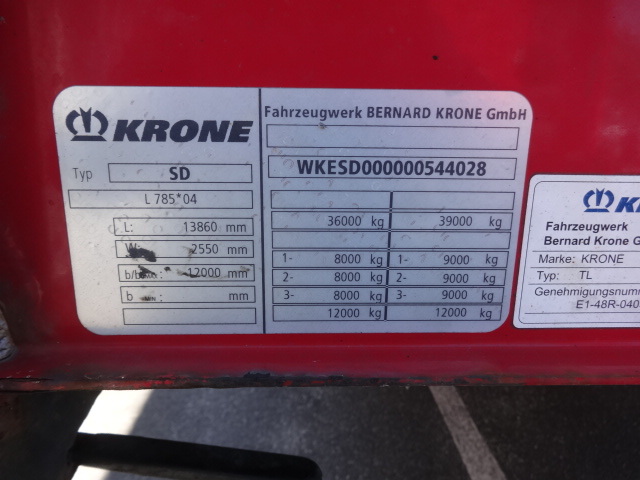 KRONE
Typ SD
L 785*04
L: 13860 mm
W: 2550 mm
12000 mm
b MIN: mm
Fahrzeugwerk BERNARD KRONE GmbH
WKESD000000544028
36000 kg 39000 kg
1- 8000 kg 1- 9000 kg
2- 8000 kg 2- 9000 kg
3- 8000 kg 3- 9000 kg
12000 kg 12000 kg
Fahrzeugwerk
Bernard Krone G
Marke: KRONE
Typ: TL
Genehmigungsnum
E1-48R-040